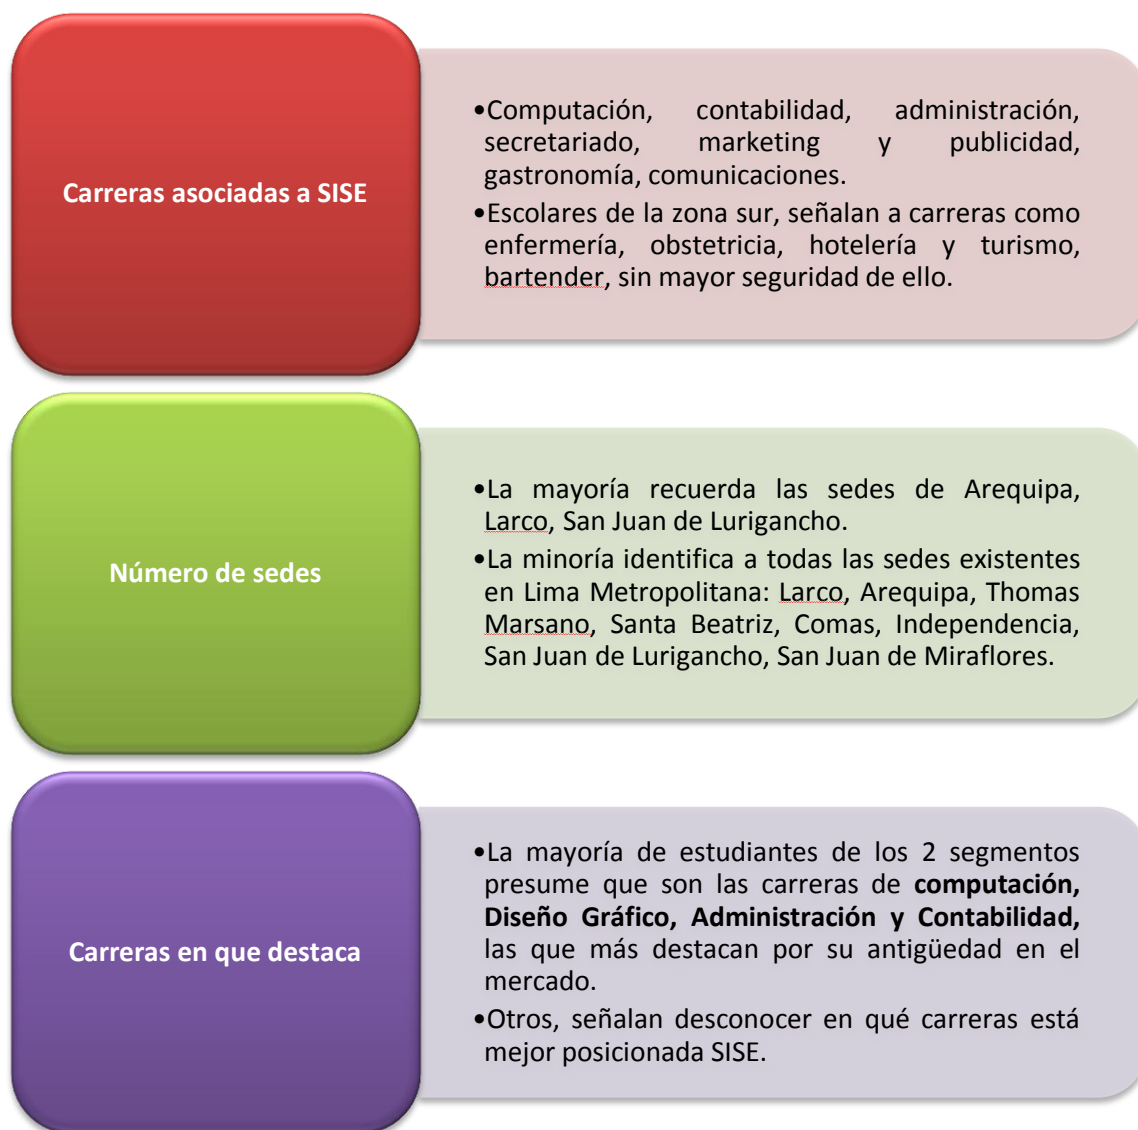 Carreras asociadas a SISE
•Computación, contabilidad, administración,
secretariado, marketing y publicidad,
gastronomía, comunicaciones.
•Escolares de la zona sur, señalan a carreras como
enfermería, obstetricia, hotelería y turismo,
bartender, sin mayor seguridad de ello.
Número de sedes
•La mayoría recuerda las sedes de Arequipa,
Larco, San Juan de Lurigancho.
•La minoría identifica a todas las sedes existentes
en Lima Metropolitana: Larco, Arequipa, Thomas
Marsano, Santa Beatriz, Comas, Independencia,
San Juan de Lurigancho, San Juan de Miraflores.
Carreras en que destaca
•La mayoría de estudiantes de los 2 segmentos
presume que son las carreras de computación,
Diseño Gráfico, Administración y Contabilidad,
las que más destacan por su antigüedad en el
mercado.
•Otros, señalan desconocer en qué carreras está
mejor posicionada SISE.